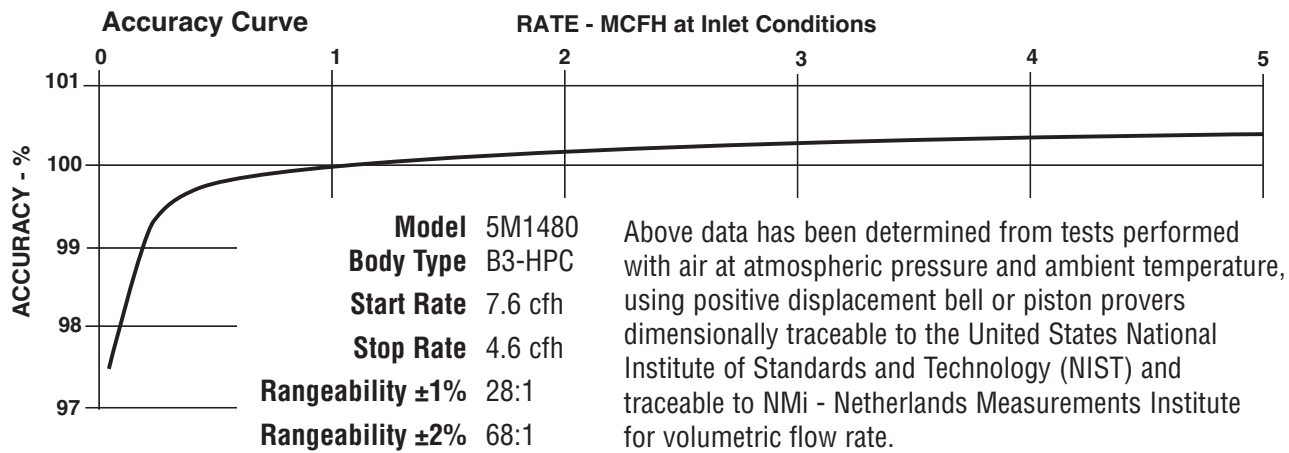 Accuracy Curve
RATE - MCFH at Inlet Conditions
0 1 2 3 4 5
101
100
99
98
97
ACCURACY - %
Model 5M1480
Body Type B3-HPC
Start Rate 7.6 cfh
Stop Rate 4.6 cfh
Rangeability ±1% 28:1
Rangeability ±2% 68:1
Above data has been determined from tests performed
with air at atmospheric pressure and ambient temperature,
using positive displacement bell or piston provers
dimensionally traceable to the United States National
Institute of Standards and Technology (NIST) and
traceable to NMi - Netherlands Measurements Institute
for volumetric flow rate.